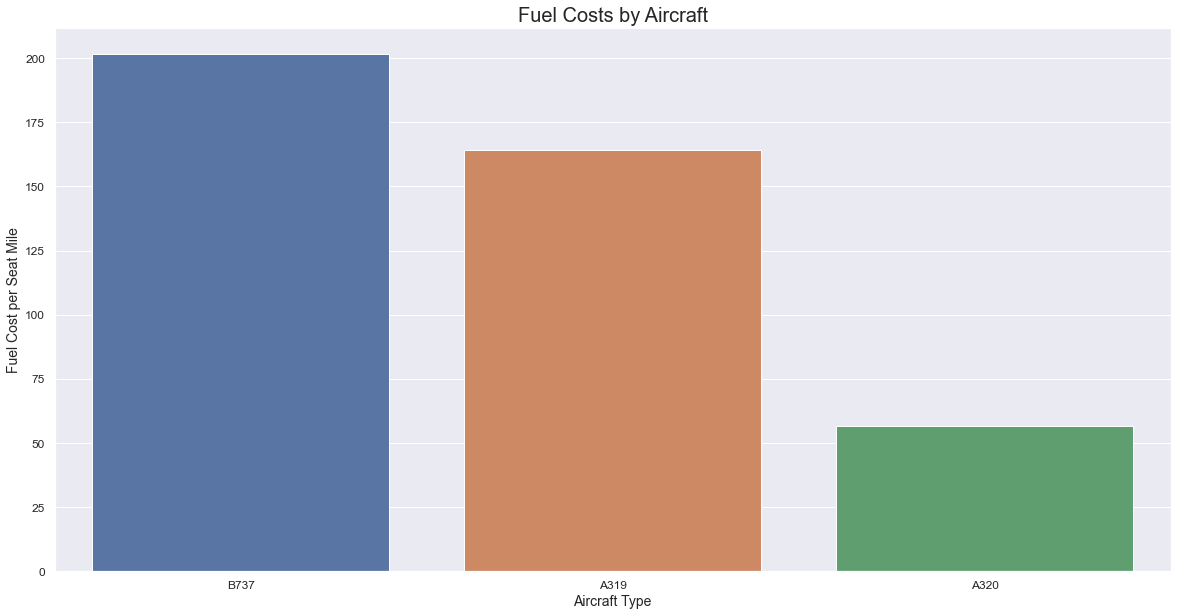 Fuel Costs by Aircraft
Fuel Cost per Seat Mile
200
175
150
125
100
75
50
25
0
B737
A319
A320
Aircraft Type